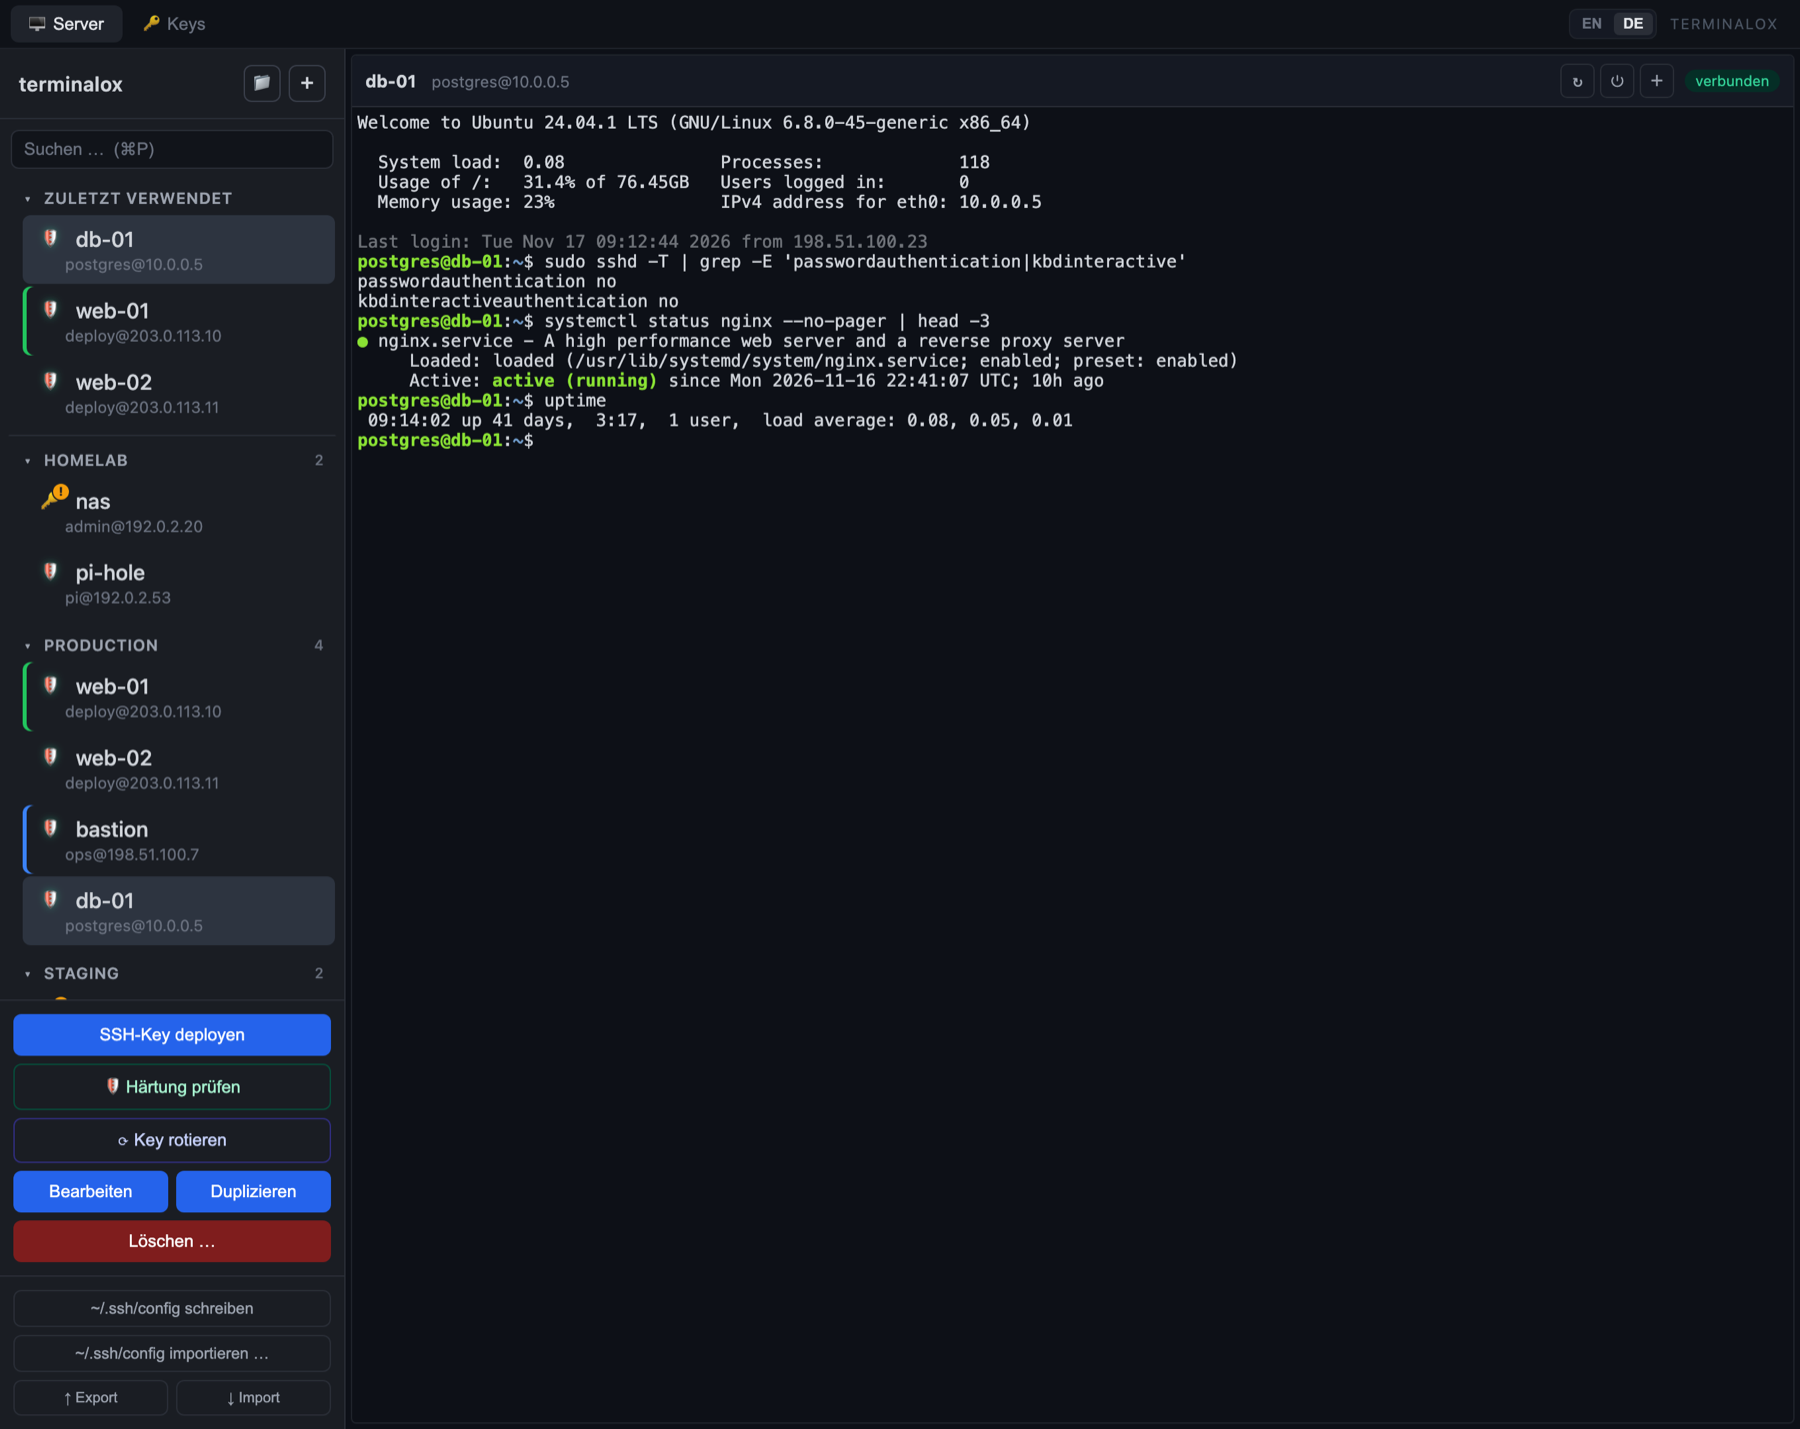 Server
Keys
EN DE TERMINALOX
terminalox
+
Suchen … (⌘P)
ZULETZT VERWENDET
db-01
postgres@10.0.0.5
web-01
deploy@203.0.113.10
web-02
deploy@203.0.113.11
HOMELAB 2
nas
admin@192.0.2.20
pi-hole
pi@192.0.2.53
PRODUCTION 4
web-01
deploy@203.0.113.10
web-02
deploy@203.0.113.11
bastion
ops@198.51.100.7
db-01
postgres@10.0.0.5
STAGING 2
SSH-Key deployen
Härtung prüfen
⟳ Key rotieren
Bearbeiten
Duplizieren
Löschen …
~/.ssh/config schreiben
~/.ssh/config importieren …
↑ Export
↓ Import
db-01 postgres@10.0.0.5
↻ ⏻ + verbunden
Welcome to Ubuntu 24.04.1 LTS (GNU/Linux 6.8.0-45-generic x86_64)
System load: 0.08 Processes: 118
Usage of /: 31.4% of 76.45GB Users logged in: 0
Memory usage: 23% IPv4 address for eth0: 10.0.0.5
Last login: Tue Nov 17 09:12:44 2026 from 198.51.100.23
postgres@db-01:~$ sudo sshd -T | grep -E 'passwordauthentication|kbdinteractive'
passwordauthentication no
kbdinteractiveauthentication no
postgres@db-01:~$ systemctl status nginx --no-pager | head -3
● nginx.service - A high performance web server and a reverse proxy server
Loaded: loaded (/usr/lib/systemd/system/nginx.service; enabled; preset: enabled)
Active: active (running) since Mon 2026-11-16 22:41:07 UTC; 10h ago
postgres@db-01:~$ uptime
09:14:02 up 41 days, 3:17, 1 user, load average: 0.08, 0.05, 0.01
postgres@db-01:~$